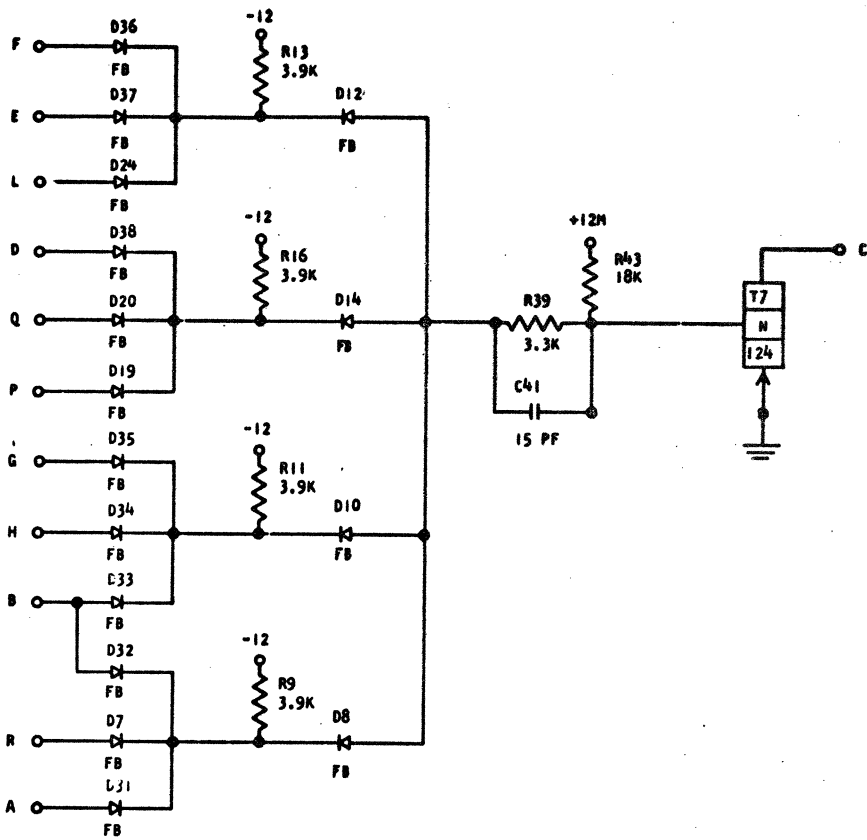 D36
F
FB
-12
R13
3.9K
D37
E
FB
D12
FB
D24
L
FB
D38
D
FB
-12
R16
3.9K
D20
Q
FB
D14
FB
D19
P
FB
+12M
R43
18K
R39
3.3K
C41
15 PF
C
T7
N
124
D35
G
FB
-12
R11
3.9K
D34
H
FB
D10
FB
D33
B
FB
D32
FB
-12
R9
3.9K
D7
R
FB
D8
FB
D31
A
FB